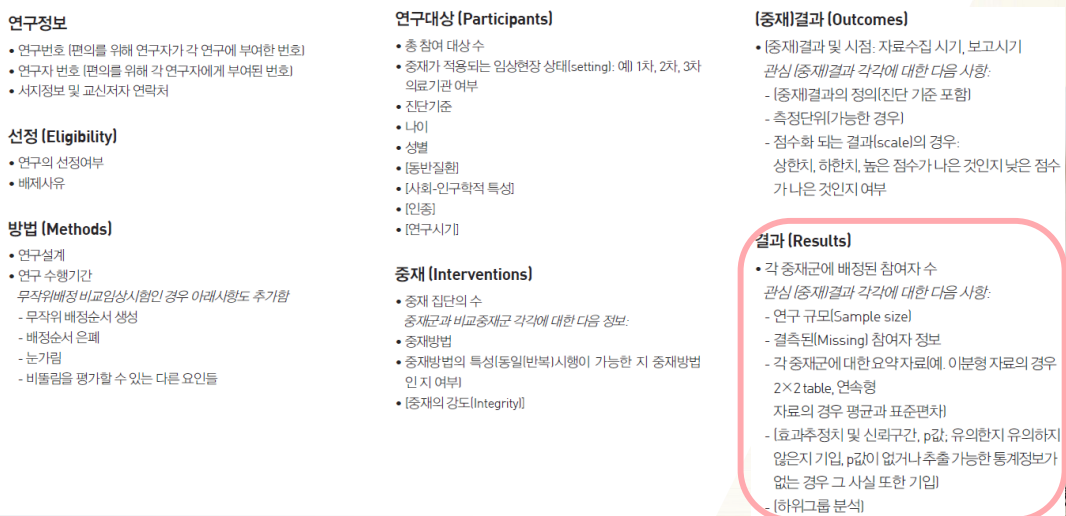 연구정보
• 연구번호 (편의를 위해 연구자가 각 연구에 부여한 번호)
• 연구자 번호 (편의를 위해 각 연구자에게 부여된 번호)
• 서지정보 및 교신저자 연락처
선정 (Eligibility)
• 연구의 선정여부
• 배제사유
방법 (Methods)
• 연구설계
• 연구 수행기간
무작위배정 비교임상시험인 경우 아래사항도 추가함
- 무작위 배정순서 생성
- 배정순서 은폐
- 눈가림
- 비뚤림을 평가할 수 있는 다른 요인들
연구대상 (Participants)
• 총 참여 대상 수
• 중재가 적용되는 임상현장 상태(setting): 예) 1차, 2차, 3차
의료기관 여부
• 진단기준
• 나이
• 성별
• [동반질환]
• [사회-인구학적 특성]
• [인종]
• [연구시기]
중재 (Interventions)
• 중재 집단의 수
중재군과 비교중재군 각각에 대한 다음 정보:
• 중재방법
• 중재방법의 특성(동일(반복)시행이 가능한 지 중재방법
인 지 여부)
• [중재의 강도(Integrity)]
(중재)결과 (Outcomes)
• (중재)결과 및 시점: 자료수집 시기, 보고시기
관심 (중재)결과 각각에 대한 다음 사항:
- (중재)결과의 정의(진단 기준 포함)
- 측정단위(가능한 경우)
- 점수화 되는 결과(scale)의 경우:
상한치, 하한치, 높은 점수가 나은 것인지 낮은 점수
가 나은 것인지 여부
결과 (Results)
• 각 중재군에 배정된 참여자 수
관심 (중재)결과 각각에 대한 다음 사항:
- 연구 규모(Sample size)
- 결측된(Missing) 참여자 정보
- 각 중재군에 대한 요약 자료(예. 이분형 자료의 경우
2×2 table, 연속형
자료의 경우 평균과 표준편차)
- [효과추정치 및 신뢰구간, p값; 유의한지 유의하지
않은지 기입, p값이 없거나 추출 가능한 통계정보가
없는 경우 그 사실 또한 기입]
- [하위그룹 분석]